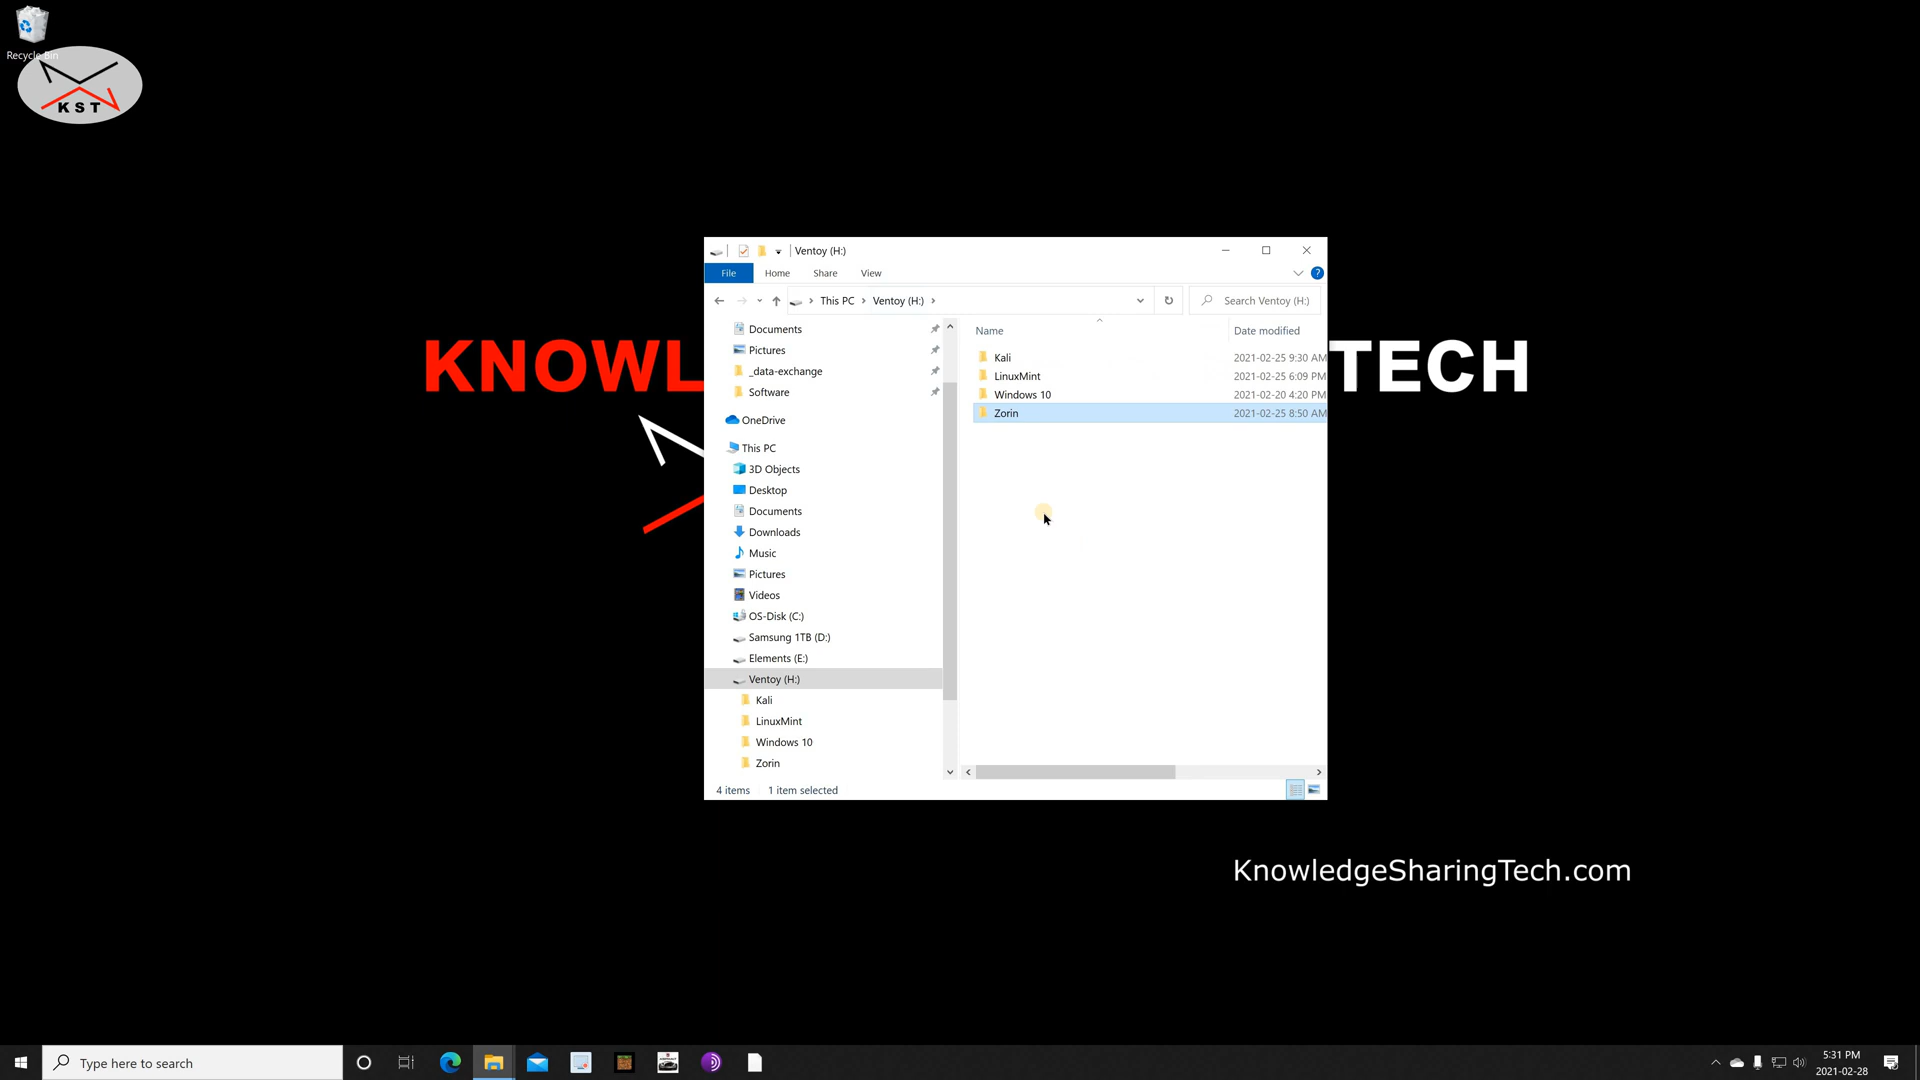 Recycle Bin
KST
KNOWL
TECH
Ventoy (H:)
File Home Share View
This PC Ventoy (H:)
Search Ventoy (H:)
Documents
Pictures
_data-exchange
Software
OneDrive
This PC
3D Objects
Desktop
Documents
Downloads
Music
Pictures
Videos
OS-Disk (C:)
Samsung 1TB (D:)
Elements (E:)
Ventoy (H:)
Kali
LinuxMint
Windows 10
Zorin
Name Date modified
Kali 2021-02-25 9:30 AM
LinuxMint 2021-02-25 6:09 PM
Windows 10 2021-02-20 4:20 PM
Zorin 2021-02-25 8:50 AM
4 items 1 item selected
KnowledgeSharingTech.com
Type here to search
5:31 PM
2021-02-28